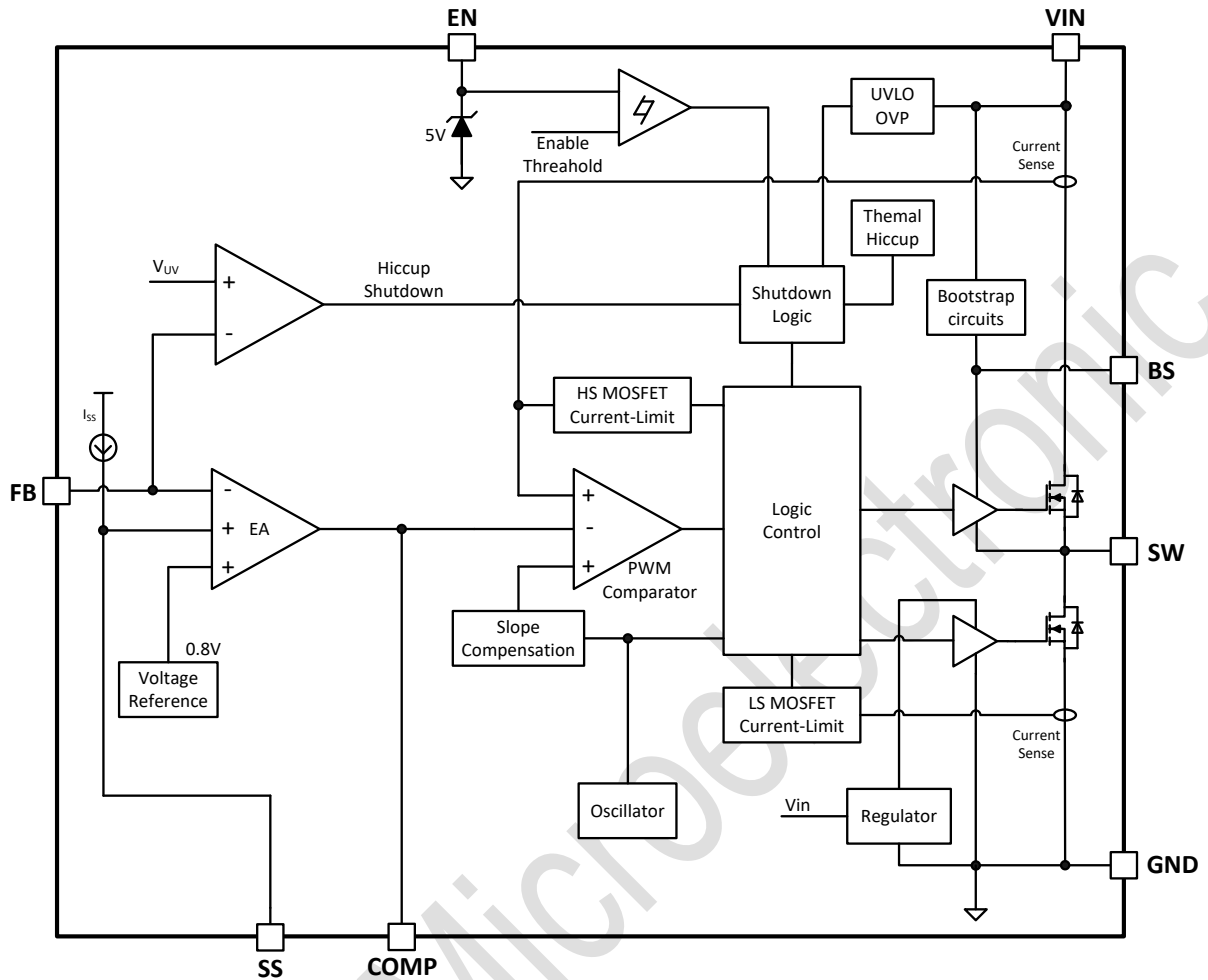 EN
VIN
UVLO
OVP
5V
Enable
Threahold
Current
Sense
Themal
Hiccup
VUV
+
-
Hiccup
Shutdown
Shutdown
Logic
Bootstrap
circuits
BS
HS MOSFET
Current-Limit
ISS
FB
-
+
+
EA
+
-
+
PWM
Comparator
Logic
Control
SW
0.8V
Voltage
Reference
Slope
Compensation
LS MOSFET
Current-Limit
Current
Sense
Oscillator
Vin
Regulator
GND
SS
COMP
Microelectronic